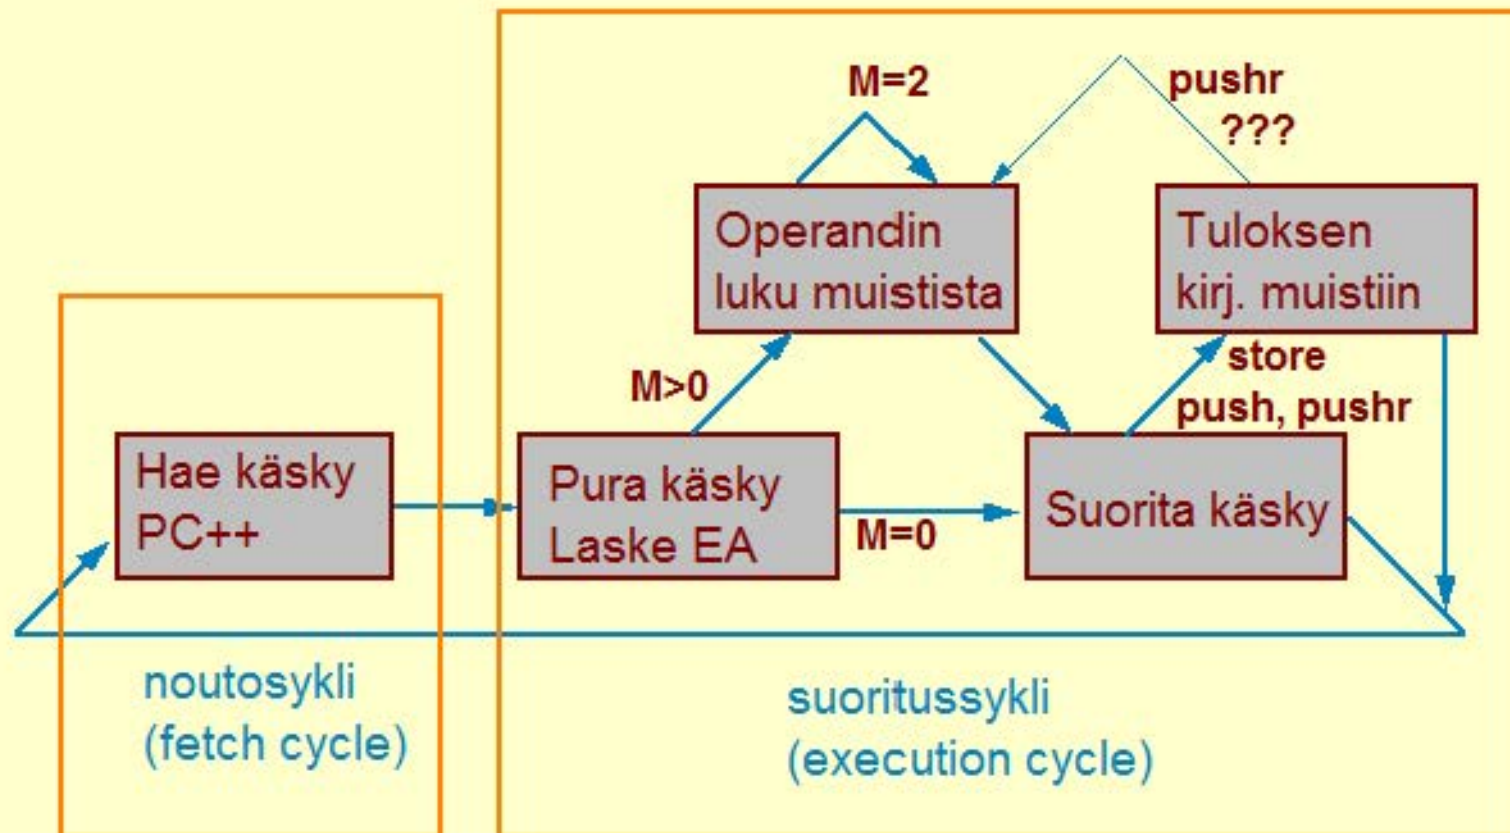 M=2
pushr
???
Operandin
luku muistista
Tuloksen
kirj. muistiin
M>0
store
push, pushr
Hae käsky
PC++
Pura käsky
Laske EA
M=0
Suorita käsky
noutosykli
(fetch cycle)
suoritussykli
(execution cycle)